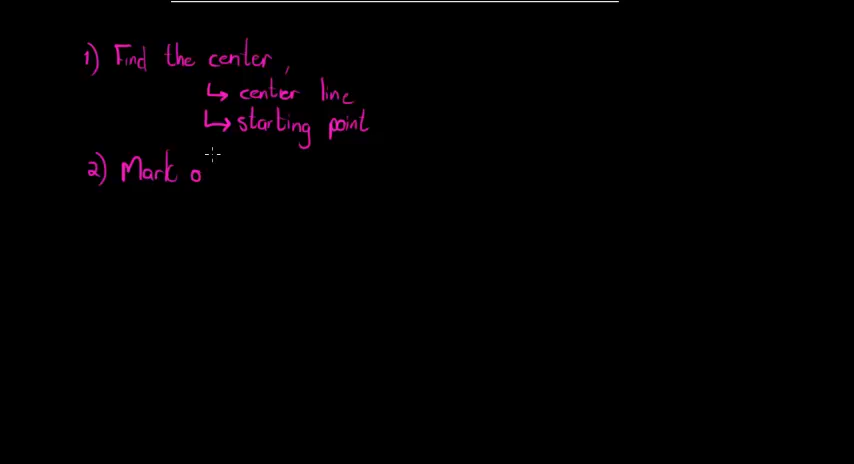 1) Find the center,
↳ center line
↳ starting point
2) Mark o